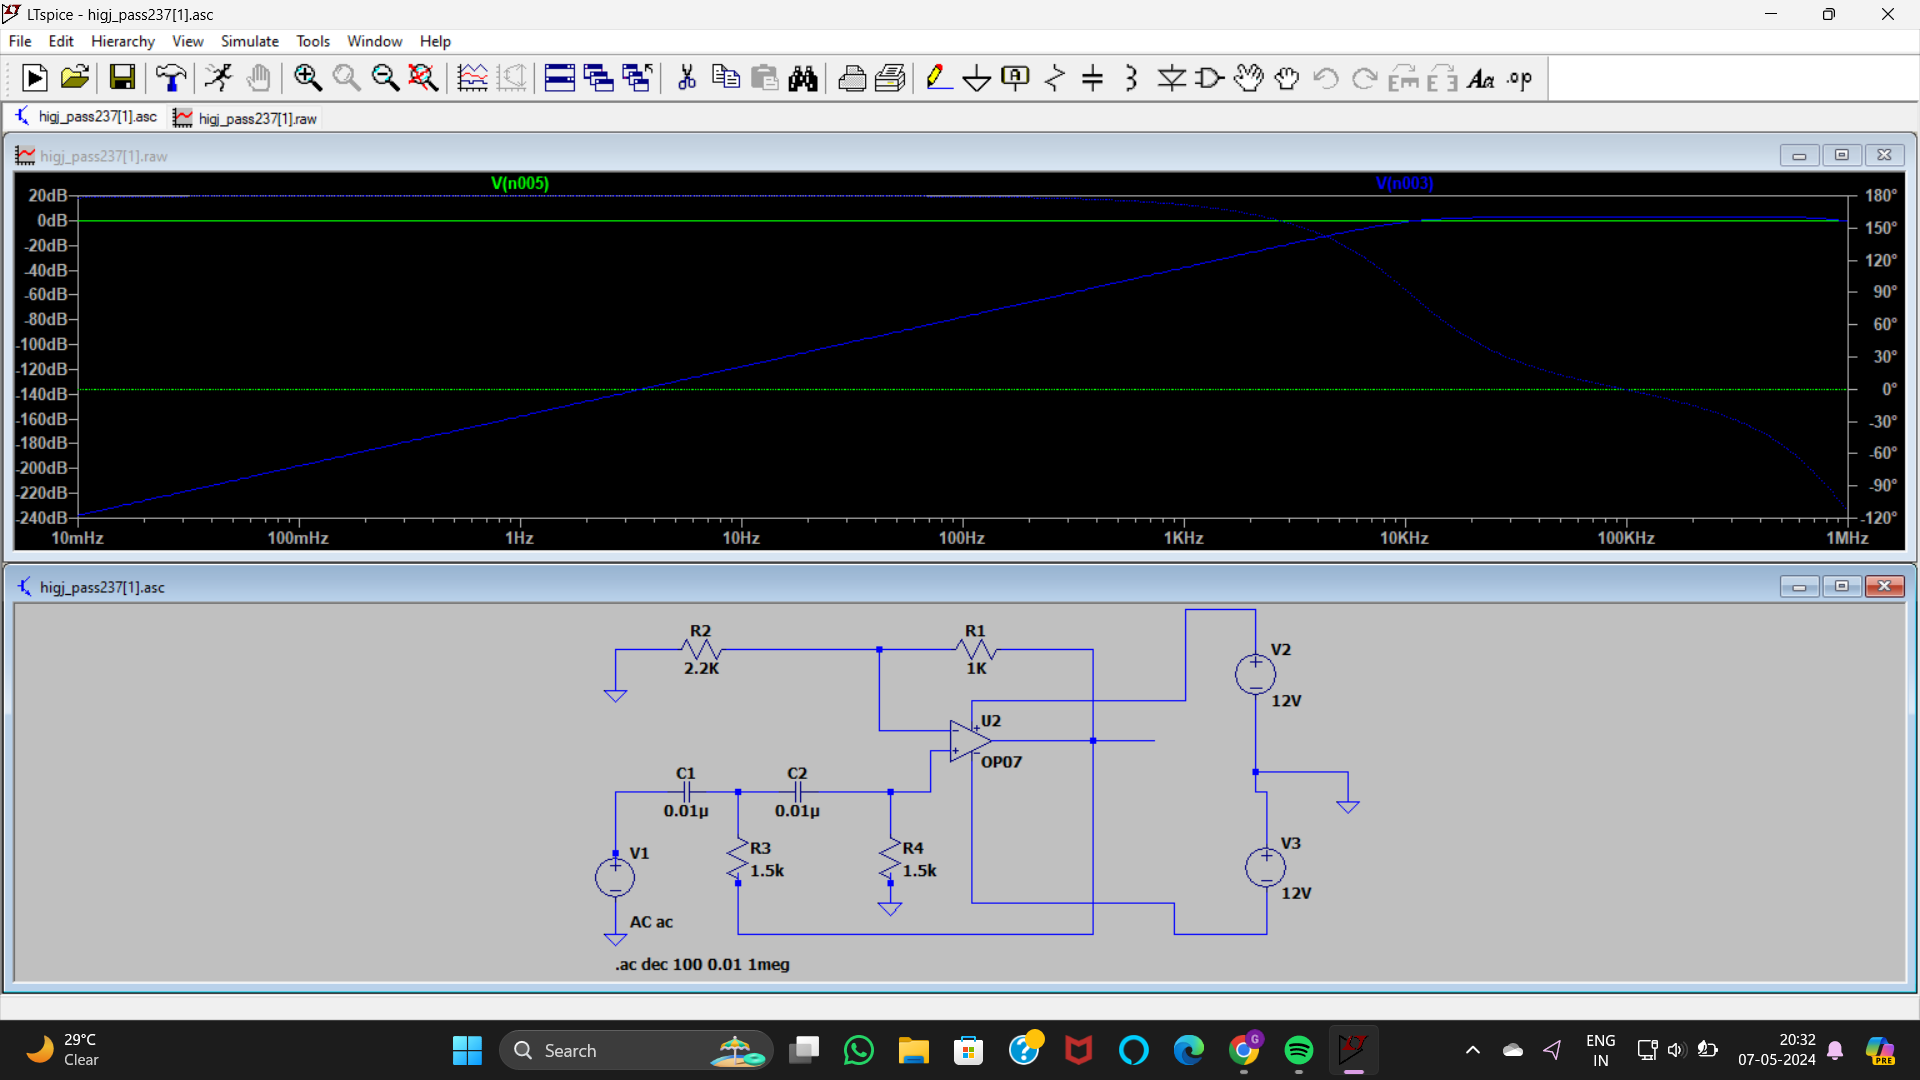 LTspice - higj_pass237[1].asc
File Edit Hierarchy View Simulate Tools Window Help
Aa .op
higj_pass237[1].asc higj_pass237[1].raw
higj_pass237[1].raw
V(n005) V(n003)
20dB 180°
0dB 150°
-20dB 120°
-40dB 90°
-60dB 60°
-80dB 30°
-100dB 0°
-120dB -30°
-140dB -60°
-160dB -90°
-180dB -120°
-200dB
-220dB
-240dB
10mHz 100mHz 1Hz 10Hz 100Hz 1KHz 10KHz 100KHz 1MHz
higj_pass237[1].asc
R2 R1
2.2K 1K
V2
12V
U2
OP07
C1 C2
0.01µ 0.01µ
V1
R3 R4
1.5k 1.5k
V3
12V
AC ac
.ac dec 100 0.01 1meg
29°C
Clear
Search
G
ENG
IN
20:32
07-05-2024
PRE